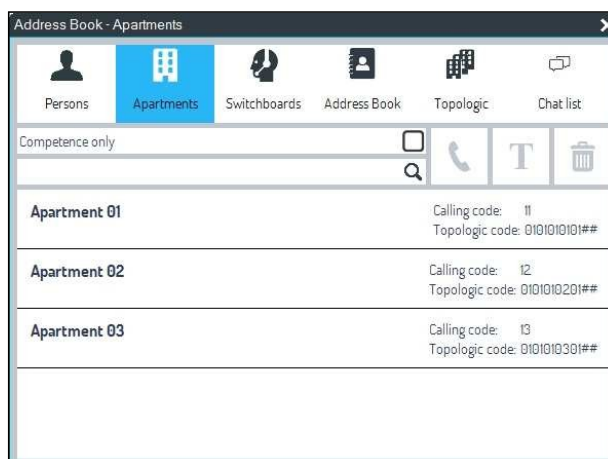 Address Book - Apartments
Persons Apartments Switchboards Address Book Topologic Chat list
Competence only
T
Apartment 01 Calling code: 11
Topologic code: 0101010101##
Apartment 02 Calling code: 12
Topologic code: 0101010201##
Apartment 03 Calling code: 13
Topologic code: 0101010301##